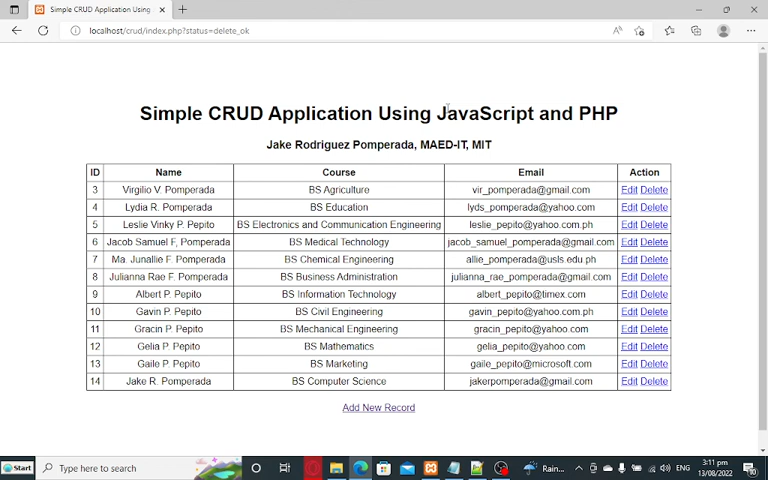 Simple CRUD Application Using
localhost/crud/index.php?status=delete_ok
Simple CRUD Application Using JavaScript and PHP
Jake Rodriguez Pomperada, MAED-IT, MIT
ID Name Course Email Action
3 Virgilio V. Pomperada BS Agriculture vir_pomperada@gmail.com Edit Delete
4 Lydia R. Pomperada BS Education lyds_pomperada@yahoo.com Edit Delete
5 Leslie Vinky P. Pepito BS Electronics and Communication Engineering leslie_pepito@yahoo.com.ph Edit Delete
6 Jacob Samuel F, Pomperada BS Medical Technology jacob_samuel_pomperada@gmail.com Edit Delete
7 Ma. Junallie F. Pomperada BS Chemical Engineering allie_pomperada@usls.edu.ph Edit Delete
8 Julianna Rae F. Pomperada BS Business Administration julianna_rae_pomperada@gmail.com Edit Delete
9 Albert P. Pepito BS Information Technology albert_pepito@timex.com Edit Delete
10 Gavin P. Pepito BS Civil Engineering gavin_pepito@yahoo.com.ph Edit Delete
11 Gracin P. Pepito BS Mechanical Engineering gracin_pepito@yahoo.com Edit Delete
12 Gelia P. Pepito BS Mathematics gelia_pepito@yahoo.com Edit Delete
13 Gaile P. Pepito BS Marketing gaile_pepito@microsoft.com Edit Delete
14 Jake R. Pomperada BS Computer Science jakerpomperada@gmail.com Edit Delete
Add New Record
Start Type here to search Rain... ENG 3:11 pm
13/08/2022